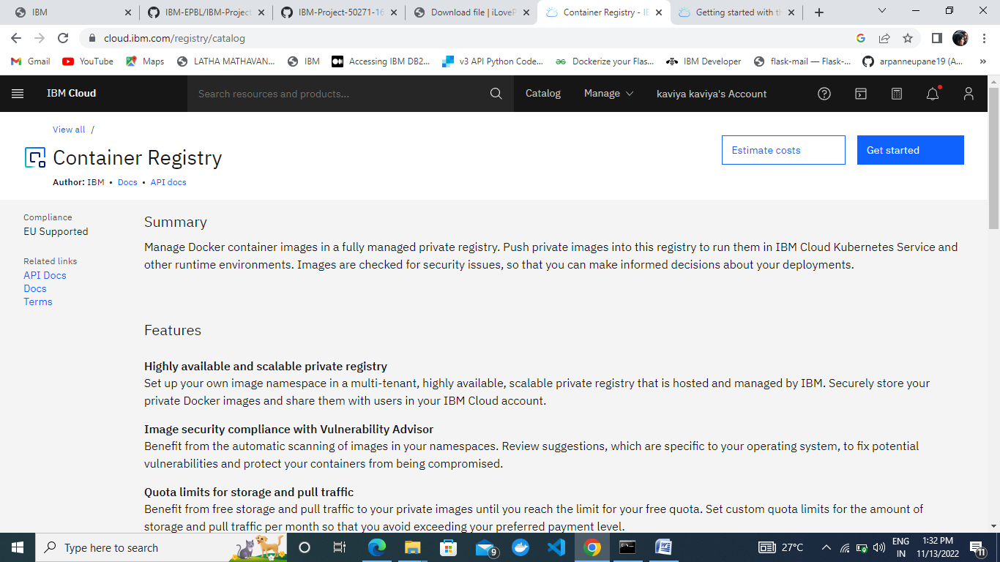 IBM
IBM-EPBL/IBM-Project
IBM-Project-50271-16
Download file | iLoveP
Container Registry - IB
Getting started with th
cloud.ibm.com/registry/catalog
Gmail
YouTube
Maps
LATHA MATHAVAN...
IBM
Accessing IBM DB2...
v3 API Python Code...
Dockerize your Flas...
IBM Developer
flask-mail — Flask-...
arpanneupane19 (A...
IBM Cloud
Search resources and products...
Catalog
Manage
kaviya kaviya's Account
View all /
Container Registry
Author: IBM • Docs • API docs
Estimate costs
Get started
Compliance
EU Supported
Related links
API Docs
Docs
Terms
Summary
Manage Docker container images in a fully managed private registry. Push private images into this registry to run them in IBM Cloud Kubernetes Service and
other runtime environments. Images are checked for security issues, so that you can make informed decisions about your deployments.
Features
Highly available and scalable private registry
Set up your own image namespace in a multi-tenant, highly available, scalable private registry that is hosted and managed by IBM. Securely store your
private Docker images and share them with users in your IBM Cloud account.
Image security compliance with Vulnerability Advisor
Benefit from the automatic scanning of images in your namespaces. Review suggestions, which are specific to your operating system, to fix potential
vulnerabilities and protect your containers from being compromised.
Quota limits for storage and pull traffic
Benefit from free storage and pull traffic to your private images until you reach the limit for your free quota. Set custom quota limits for the amount of
storage and pull traffic per month so that you avoid exceeding your preferred payment level.
Type here to search
9
27°C
ENG
IN
1:32 PM
11/13/2022
11